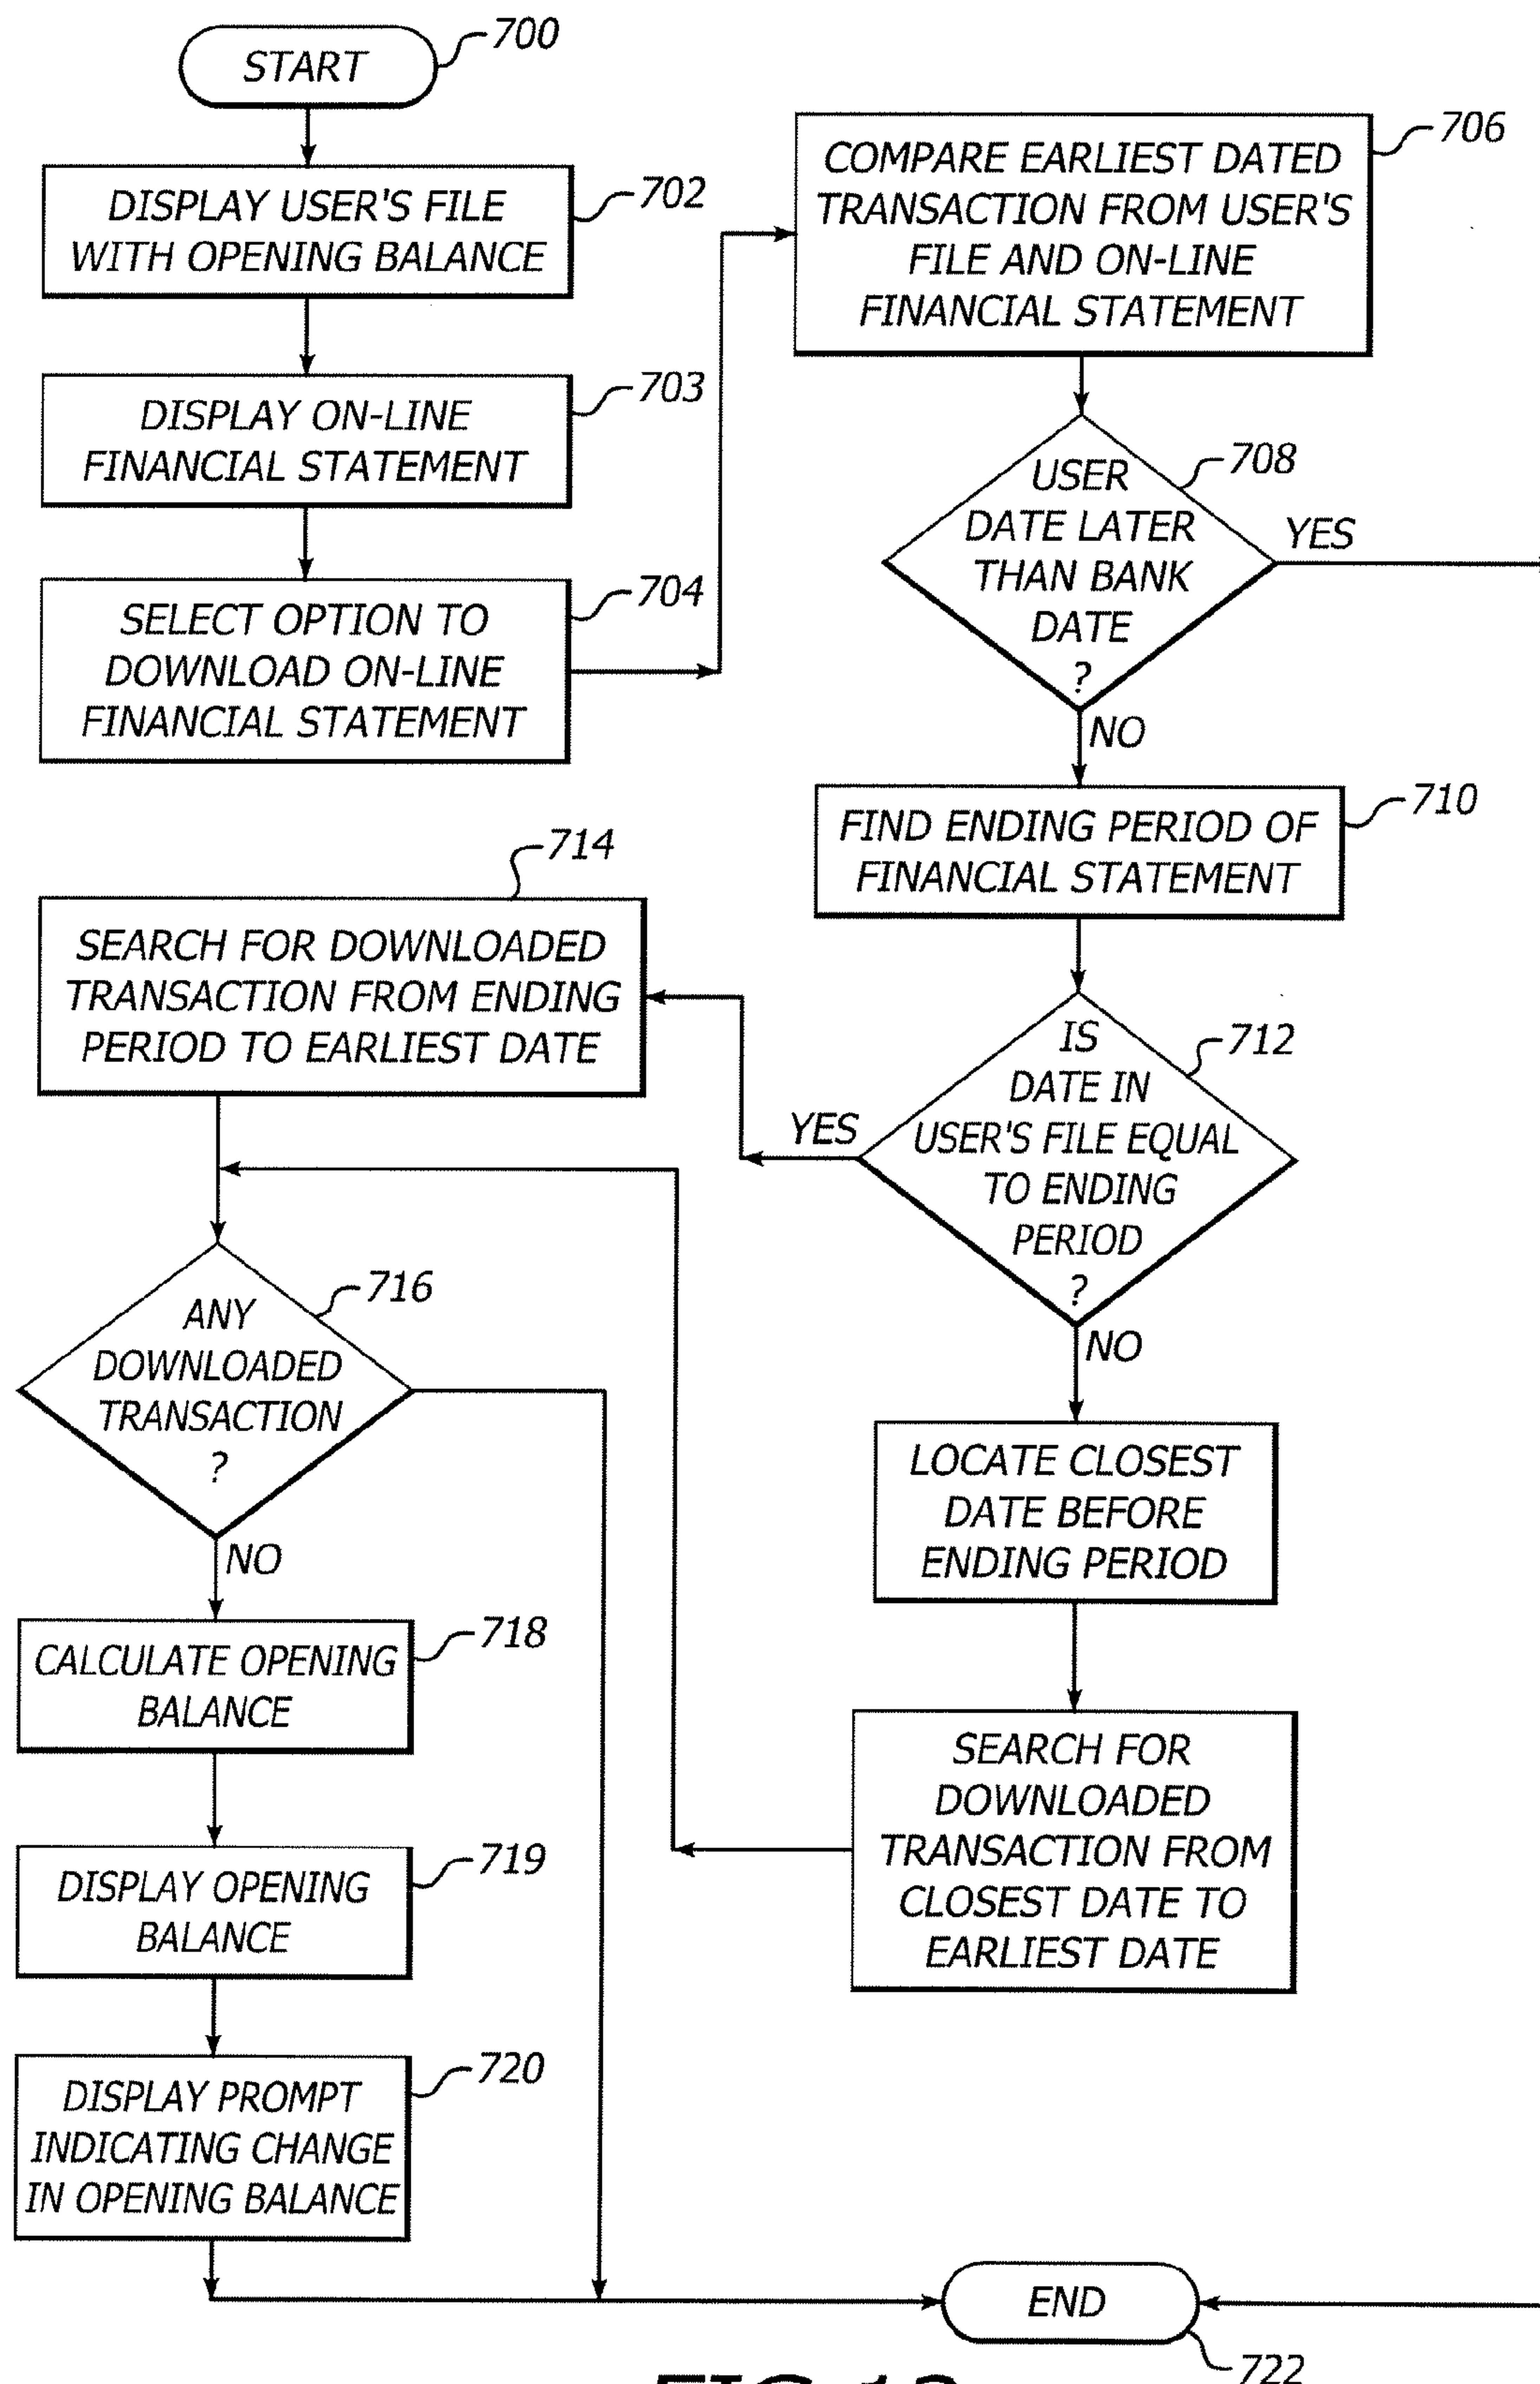 START
700
DISPLAY USER'S FILE
WITH OPENING BALANCE
702
DISPLAY ON-LINE
FINANCIAL STATEMENT
703
SELECT OPTION TO
DOWNLOAD ON-LINE
FINANCIAL STATEMENT
704
COMPARE EARLIEST DATED
TRANSACTION FROM USER'S
FILE AND ON-LINE
FINANCIAL STATEMENT
706
USER
DATE LATER
THAN BANK
DATE
?
708
YES
NO
FIND ENDING PERIOD OF
FINANCIAL STATEMENT
710
IS
DATE IN
USER'S FILE EQUAL
TO ENDING
PERIOD
?
712
YES
NO
SEARCH FOR DOWNLOADED
TRANSACTION FROM ENDING
PERIOD TO EARLIEST DATE
714
LOCATE CLOSEST
DATE BEFORE
ENDING PERIOD
SEARCH FOR
DOWNLOADED
TRANSACTION FROM
CLOSEST DATE TO
EARLIEST DATE
ANY
DOWNLOADED
TRANSACTION
?
716
NO
CALCULATE OPENING
BALANCE
718
DISPLAY OPENING
BALANCE
719
DISPLAY PROMPT
INDICATING CHANGE
IN OPENING BALANCE
720
END
722